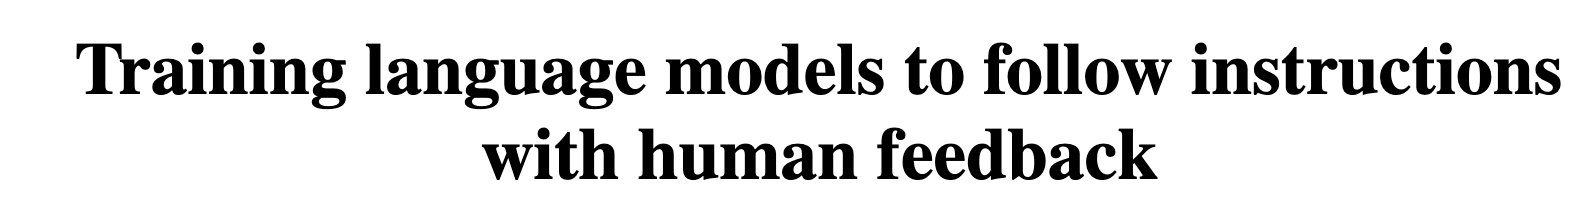 Training language models to follow instructions
with human feedback